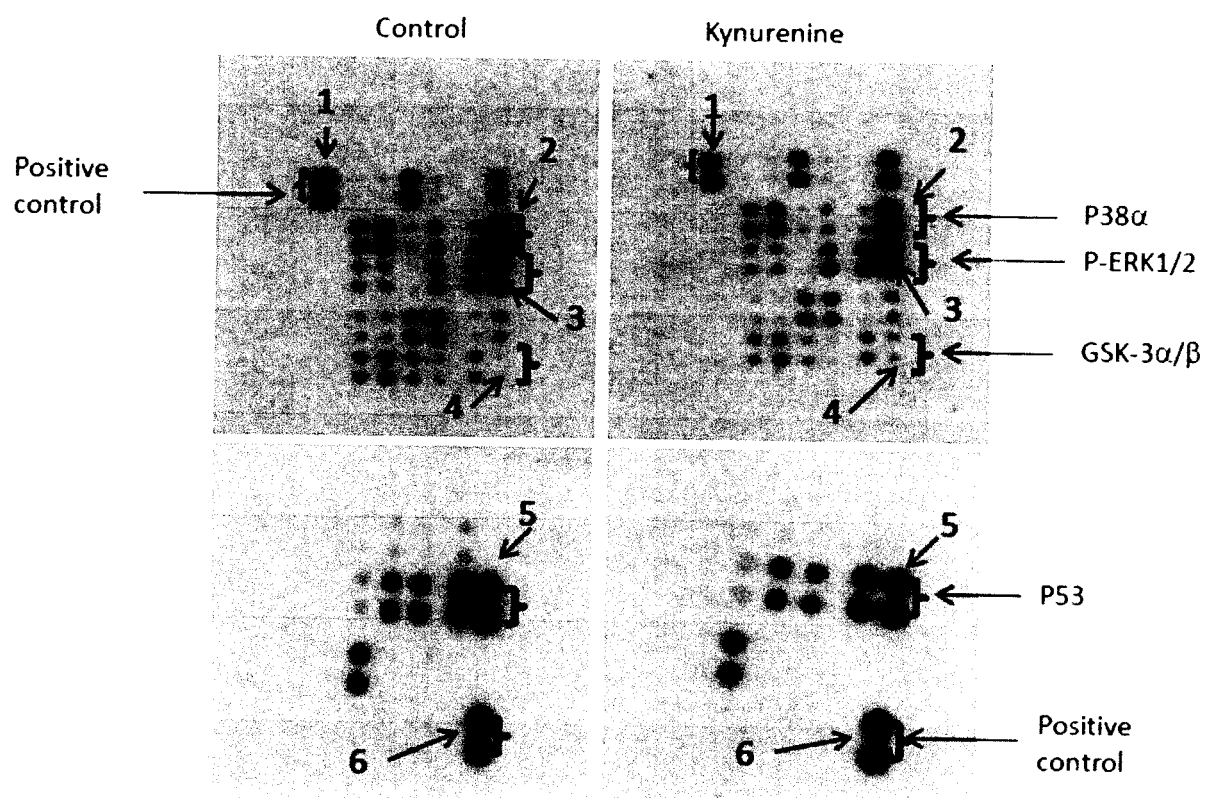 Control
Kynurenine
1
1
2
2
Positive
control
P38α
P-ERK1/2
3
3
GSK-3α/β
4
4
5
5
P53
6
6
Positive
control